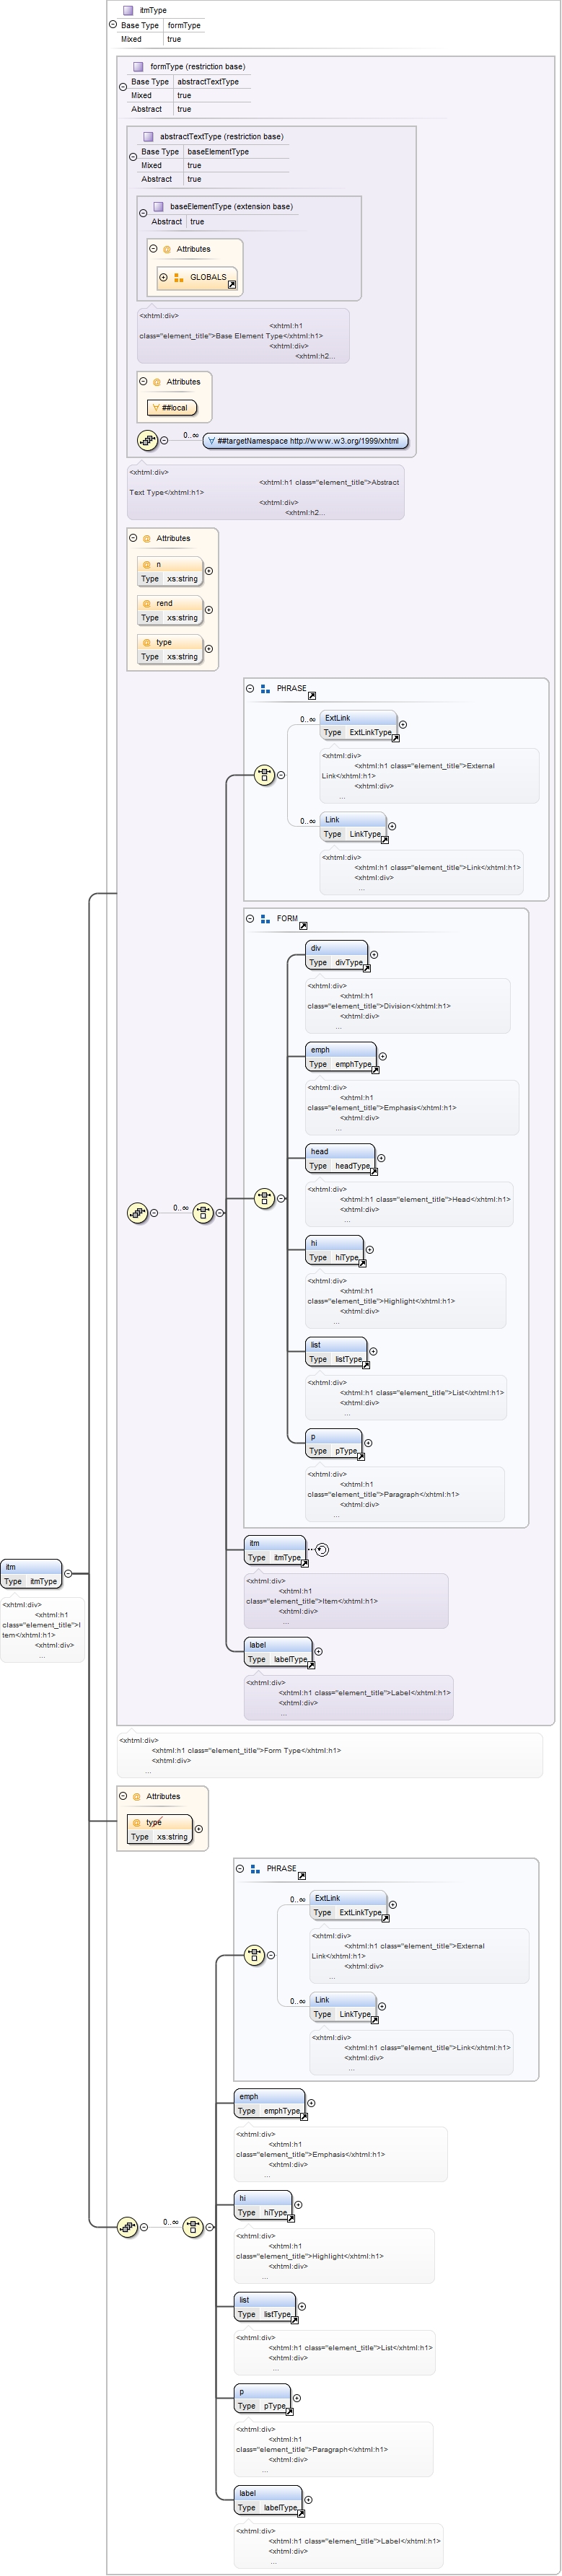 itmType
Base Type formType
Mixed true
formType (restriction base)
Base Type abstractTextType
Mixed true
Abstract true
abstractTextType (restriction base)
Base Type baseElementType
Mixed true
Abstract true
baseElementType (extension base)
Abstract true
@ Attributes
GLOBALS
<xhtml:div>
<xhtml:h1
class="element_title">Base Element Type</xhtml:h1>
<xhtml:div>
<xhtml:h2...
@ Attributes
∀ ##local
0..∞ ∀ ##targetNamespace http://www.w3.org/1999/xhtml
<xhtml:div>
<xhtml:h1 class="element_title">Abstract
Text Type</xhtml:h1>
<xhtml:div>
<xhtml:h2...
@ Attributes
@ n
Type xs:string
@ rend
Type xs:string
@ type
Type xs:string
PHRASE
0..∞ ExtLink
Type ExtLinkType
<xhtml:div>
<xhtml:h1 class="element_title">External
Link</xhtml:h1>
<xhtml:div>
...
0..∞ Link
Type LinkType
<xhtml:div>
<xhtml:h1 class="element_title">Link</xhtml:h1>
<xhtml:div>
...
FORM
div
Type divType
<xhtml:div>
<xhtml:h1
class="element_title">Division</xhtml:h1>
<xhtml:div>
...
emph
Type emphType
<xhtml:div>
<xhtml:h1
class="element_title">Emphasis</xhtml:h1>
<xhtml:div>
...
head
Type headType
<xhtml:div>
<xhtml:h1 class="element_title">Head</xhtml:h1>
<xhtml:div>
...
0..∞
hi
Type hiType
<xhtml:div>
<xhtml:h1
class="element_title">Highlight</xhtml:h1>
<xhtml:div>
...
list
Type listType
<xhtml:div>
<xhtml:h1 class="element_title">List</xhtml:h1>
<xhtml:div>
...
p
Type pType
<xhtml:div>
<xhtml:h1
class="element_title">Paragraph</xhtml:h1>
<xhtml:div>
...
itm
Type itmType
<xhtml:div>
<xhtml:h1
class="element_title">Item</xhtml:h1>
<xhtml:div>
...
itm
Type itmType
<xhtml:div>
<xhtml:h1
class="element_title">I
tem</xhtml:h1>
<xhtml:div>
...
label
Type labelType
<xhtml:div>
<xhtml:h1 class="element_title">Label</xhtml:h1>
<xhtml:div>
...
<xhtml:div>
<xhtml:h1 class="element_title">Form Type</xhtml:h1>
<xhtml:div>
...
@ Attributes
@ type
Type xs:string
PHRASE
0..∞ ExtLink
Type ExtLinkType
<xhtml:div>
<xhtml:h1 class="element_title">External
Link</xhtml:h1>
<xhtml:div>
...
0..∞ Link
Type LinkType
<xhtml:div>
<xhtml:h1 class="element_title">Link</xhtml:h1>
<xhtml:div>
...
emph
Type emphType
<xhtml:div>
<xhtml:h1
class="element_title">Emphasis</xhtml:h1>
<xhtml:div>
...
hi
Type hiType
0..∞
<xhtml:div>
<xhtml:h1
class="element_title">Highlight</xhtml:h1>
<xhtml:div>
...
list
Type listType
<xhtml:div>
<xhtml:h1 class="element_title">List</xhtml:h1>
<xhtml:div>
...
p
Type pType
<xhtml:div>
<xhtml:h1
class="element_title">Paragraph</xhtml:h1>
<xhtml:div>
...
label
Type labelType
<xhtml:div>
<xhtml:h1 class="element_title">Label</xhtml:h1>
<xhtml:div>
...